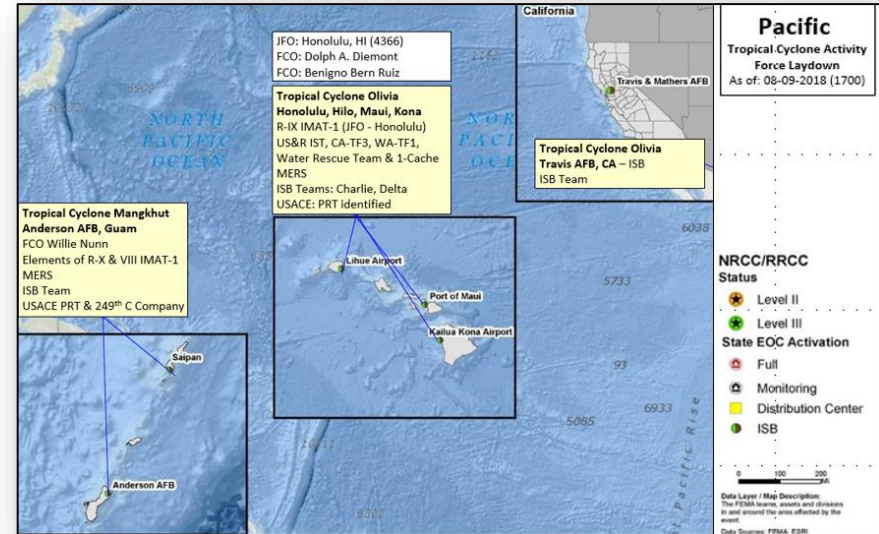 California
Pacific
Tropical Cyclone Activity
Force Laydown
As of: 08-09-2018 (1700)
JFO: Honolulu, HI (4366)
FCO: Dolph A. Diemont
FCO: Benigno Bern Ruiz
Travis & Mathers AFB
Tropical Cyclone Olivia
Honolulu, Hilo, Maui, Kona
R-IX IMAT-1 (JFO - Honolulu)
US&R IST, CA-TF3, WA-TF1,
Water Rescue Team & 1-Cache
MERS
ISB Teams: Charlie, Delta
USACE: PRT identified
NORTH
PACIFIC
OCEAN
Tropical Cyclone Olivia
Travis AFB, CA – ISB
ISB Team
Tropical Cyclone Mangkhut
Anderson AFB, Guam
FCO Willie Nunn
Elements of R-X & VIII IMAT-1
MERS
ISB Team
USACE PRT & 249th C Company
6038
5733
Lihue Airport
Port of Maui
Kailua Kona Airport
93
5085
6933
Saipan
Anderson AFB
NRCC/RRCC
Status
Level II
Level III
State EOC Activation
Full
Monitoring
Distribution Center
ISB
0 100 200
Mi
Data Layer / Map Description:
The FEMA teams, assets and divisions
in and around the area affected by the
event.
Data Sources: FEMA, ESRI